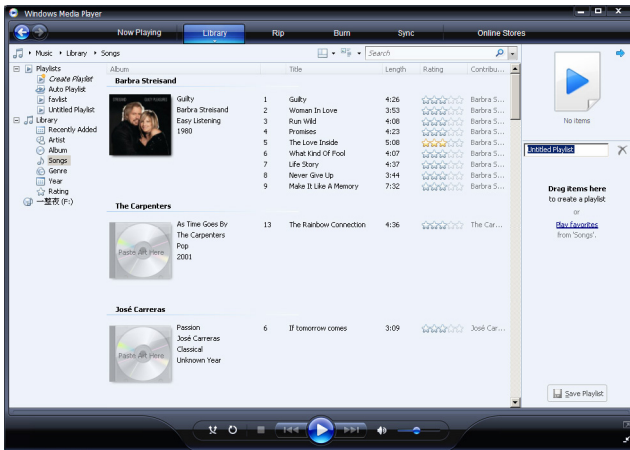 Windows Media Player
Now Playing Library Rip Burn Sync Online Stores
Music Library Songs
Search
Playlists
Create Playlist
Auto Playlist
favlist
Untitled Playlist
Library
Recently Added
Artist
Album
Songs
Genre
Year
Rating
一整夜 (F:)
Album Title Length Rating Contribu...
Barbra Streisand
Guilty
Barbra Streisand
Easy Listening
1980
1 Guilty 4:26 Barbra S...
2 Woman In Love 3:53 Barbra S...
3 Run Wild 4:08 Barbra S...
4 Promises 4:23 Barbra S...
5 The Love Inside 5:08 Barbra S...
6 What Kind Of Fool 4:07 Barbra S...
7 Life Story 4:37 Barbra S...
8 Never Give Up 3:44 Barbra S...
9 Make It Like A Memory 7:32 Barbra S...
The Carpenters
Paste Art Here
As Time Goes By
The Carpenters
Pop
2001
13 The Rainbow Connection 4:36 The Car...
José Carreras
Paste Art Here
Passion
José Carreras
Classical
Unknown Year
6 If tomorrow comes 3:09 José Car...
No items
Untitled Playlist
Drag items here
to create a playlist
or
Play favorites
from 'Songs'.
Save Playlist